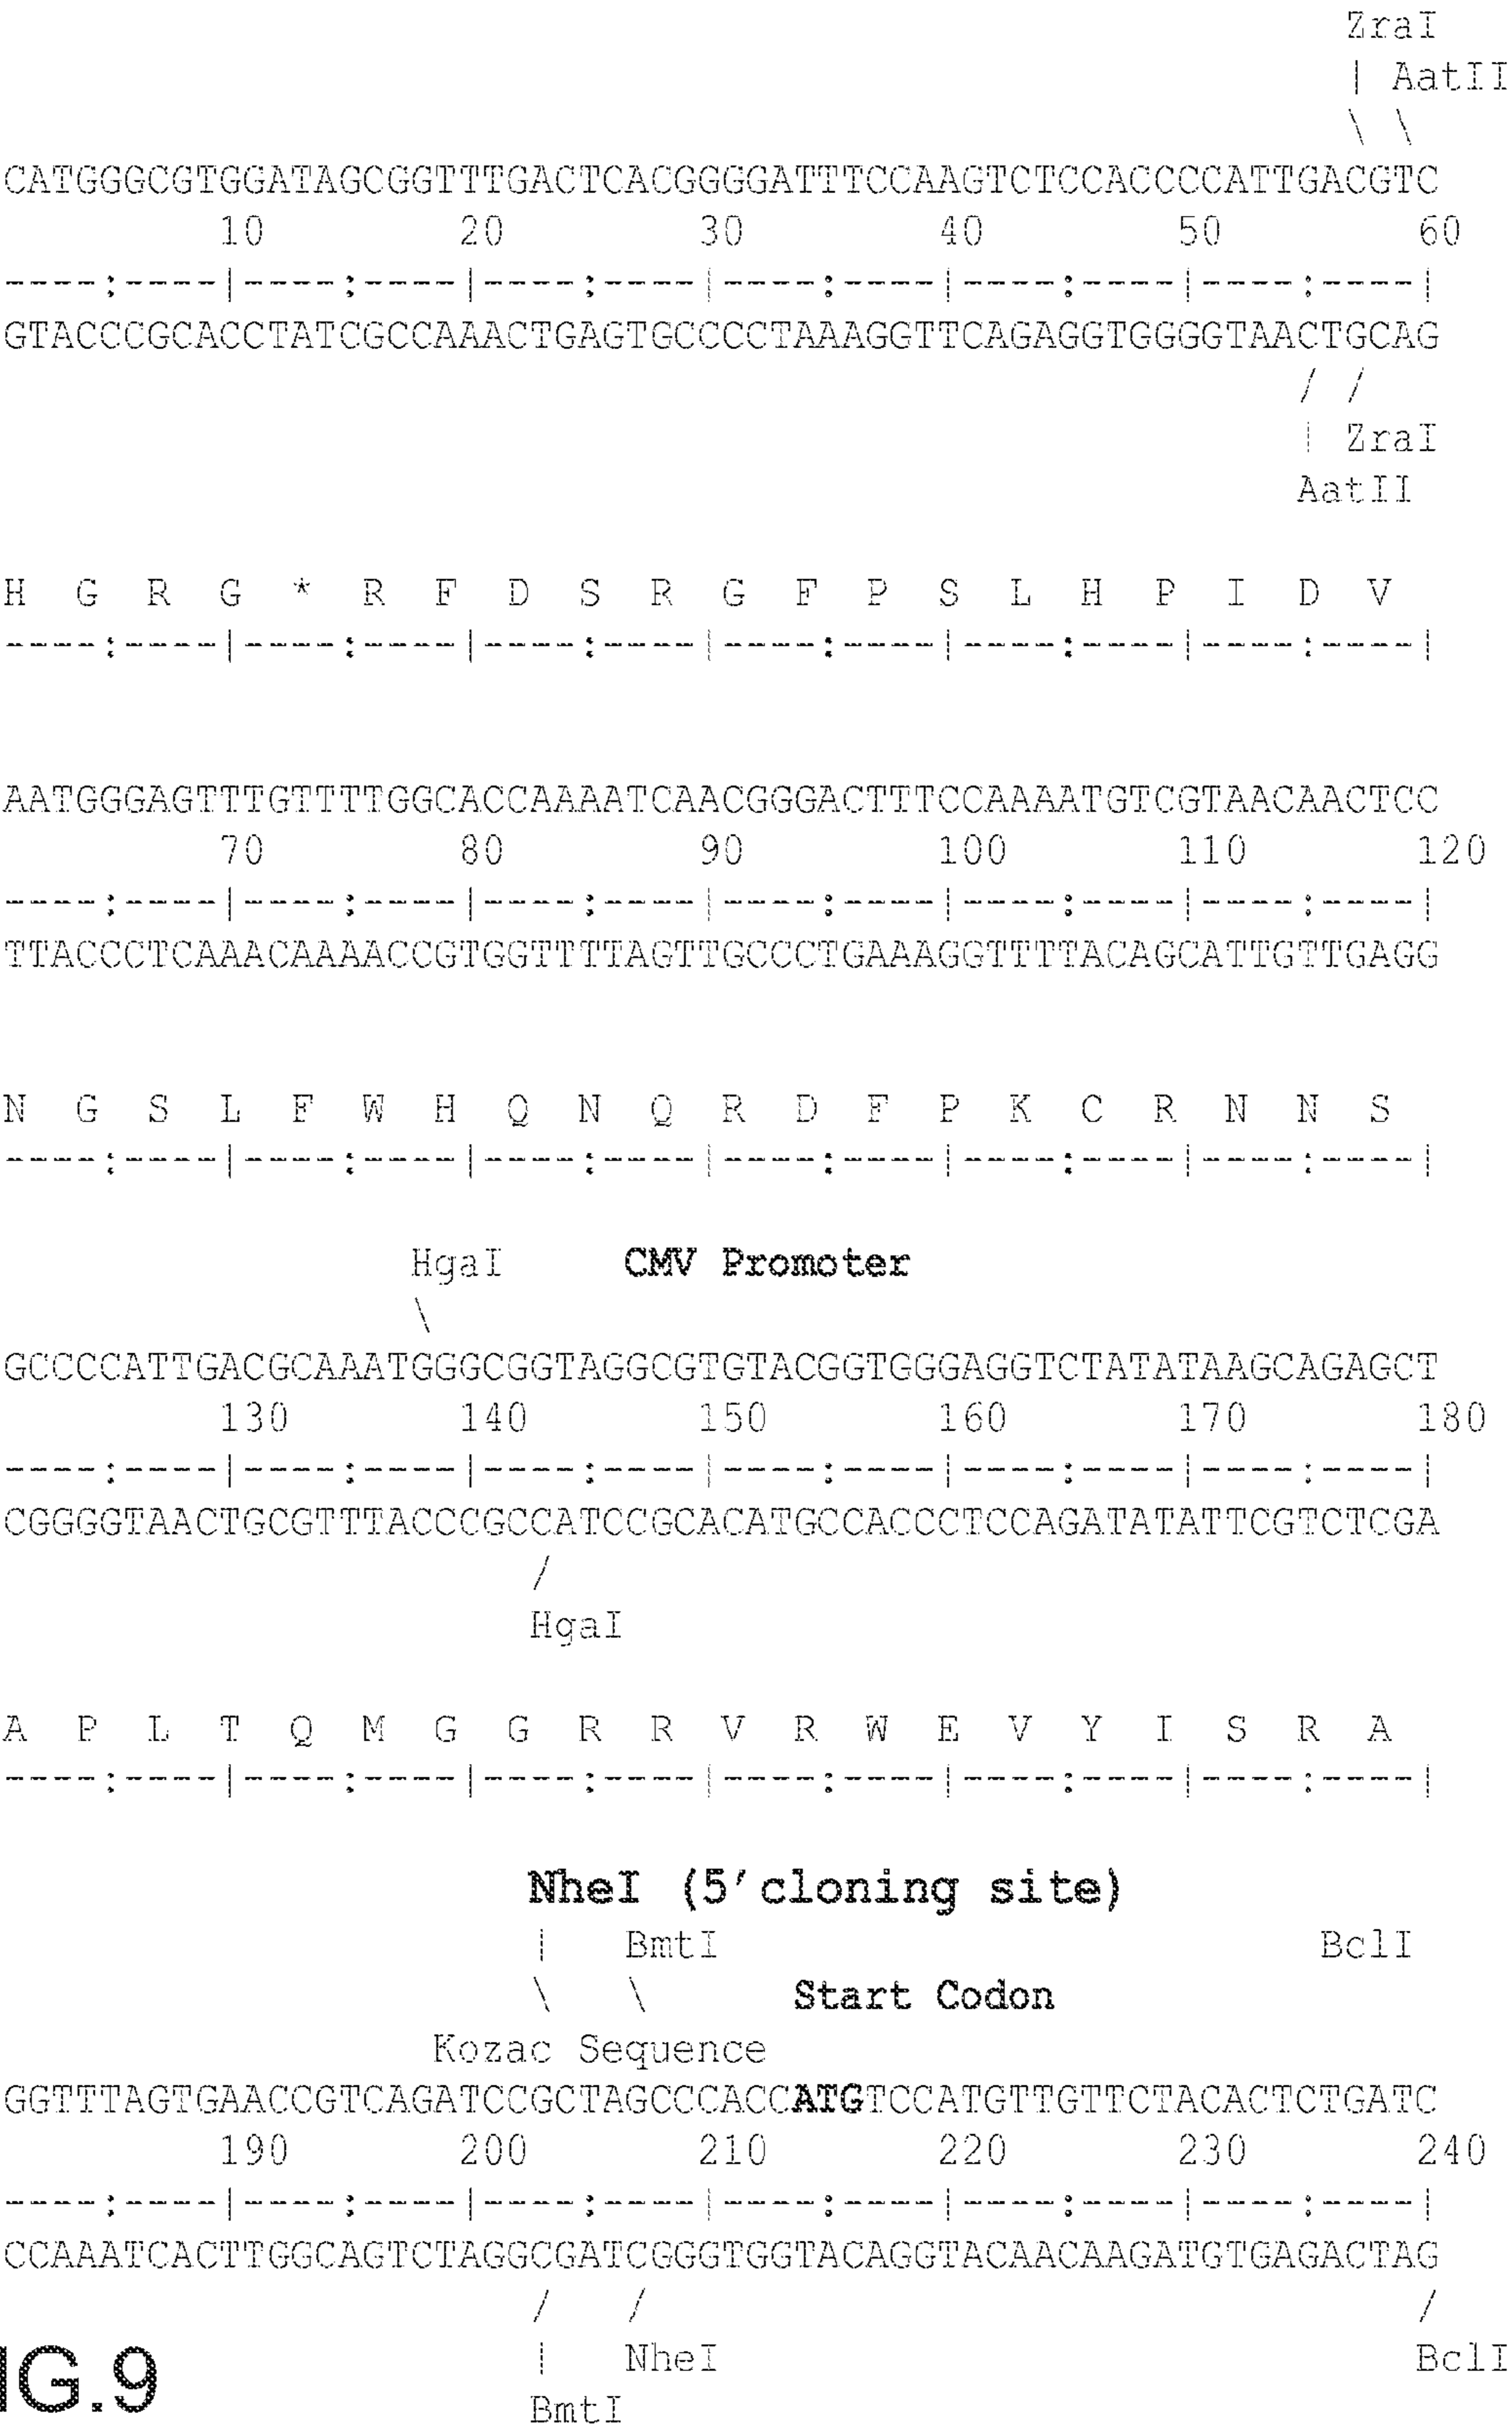 ZraI
| AatII
\ \
CATGGGCGTGGATAGCGGTTTGACTCACGGGGATTTCCAAGTCTCCACCCCATTGACGTC
10 20 30 40 50 60
----:----|----:----|----:----|----:----|----:----|----:----|
GTACCCGCACCTATCGCCAAACTGAGTGCCCCTAAAGGTTCAGAGGTGGGGTAACTGCAG
/ /
| ZraI
AatII
H G R G * R F D S R G F P S L H P I D V
----:----|----:----|----:----|----:----|----:----|----:----|
AATGGGAGTTTGTTTTGGCACCAAAATCAACGGGACTTTCCAAAATGTCGTAACAACTCC
70 80 90 100 110 120
----:----|----:----|----:----|----:----|----:----|----:----|
TTACCCTCAAACAAAACCGTGGTTTTAGTTGCCCTGAAAGGTTTTACAGCATTGTTGAGG
N G S L F W H Q N Q R D F P K C R N N S
----:----|----:----|----:----|----:----|----:----|----:----|
HgaI CMV Promoter
\
GCCCCATTGACGCAAATGGGCGGTAGGCGTGTACGGTGGGAGGTCTATATAAGCAGAGCT
130 140 150 160 170 180
----:----|----:----|----:----|----:----|----:----|----:----|
CGGGGTAACTGCGTTTACCCGCCATCCGCACATGCCACCCTCCAGATATATTCGTCTCGA
/
HgaI
A P L T Q M G G R R V R W E V Y I S R A
----:----|----:----|----:----|----:----|----:----|----:----|
NheI (5'cloning site)
| BmtI BclI
\ \ Start Codon
Kozac Sequence
GGTTTAGTGAACCGTCAGATCCGCTAGCCCACCATGTCCATGTTGTTCTACACTCTGATC
190 200 210 220 230 240
----:----|----:----|----:----|----:----|----:----|----:----|
CCAAATCACTTGGCAGTCTAGGCGATCGGGTGGTACAGGTACAACAAGATGTGAGACTAG
/ / /
| NheI BclI
BmtI
IG.9